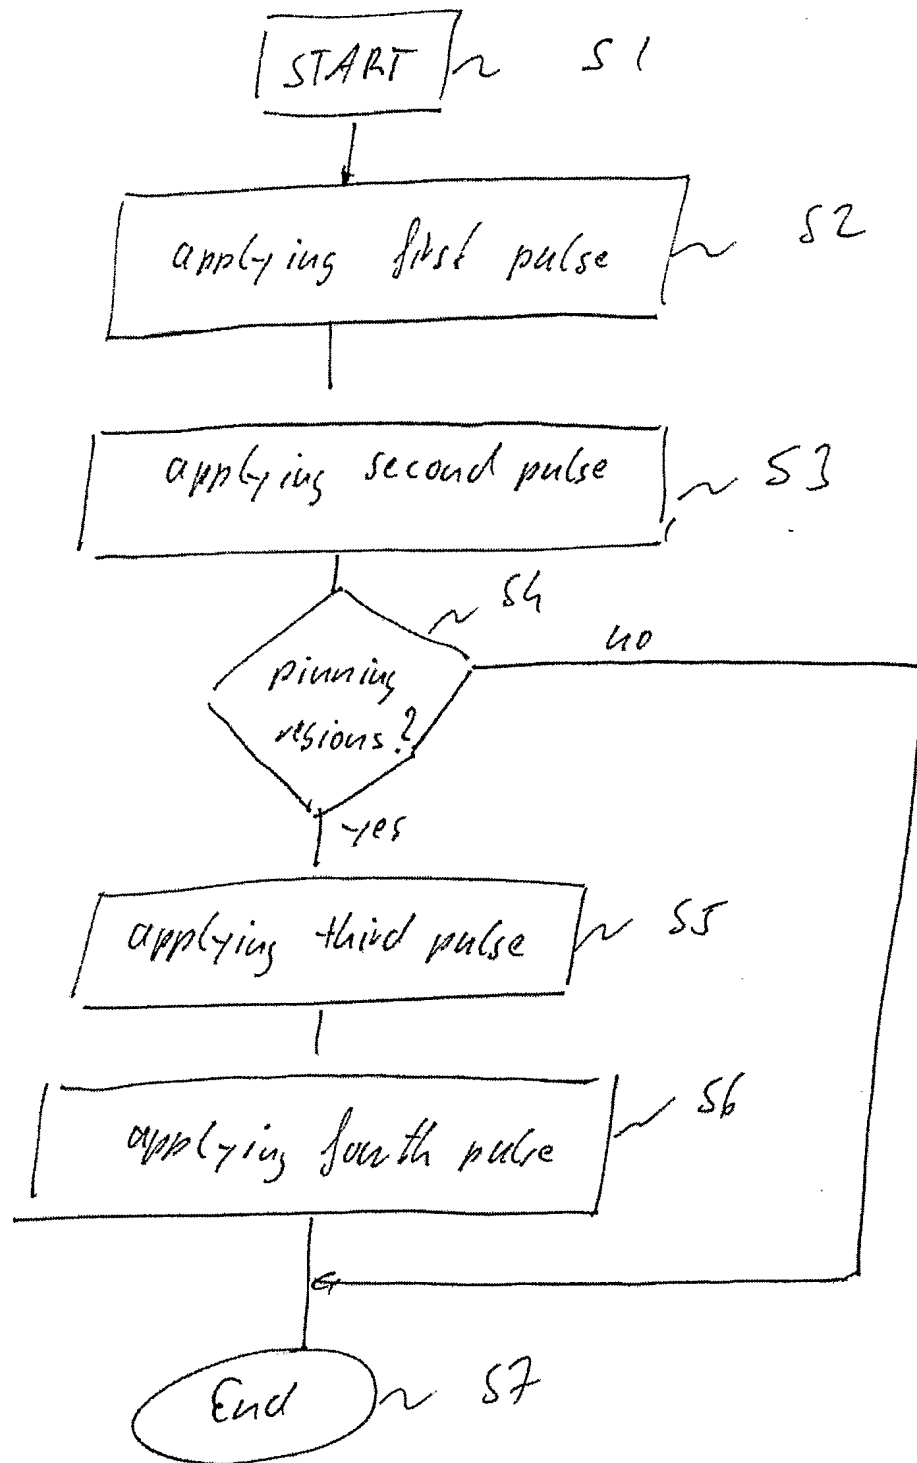 START S1
applying first pulse S2
applying second pulse S3
S4
no
pinning
regions?
yes
applying third pulse S5
applying fourth pulse S6
End S7